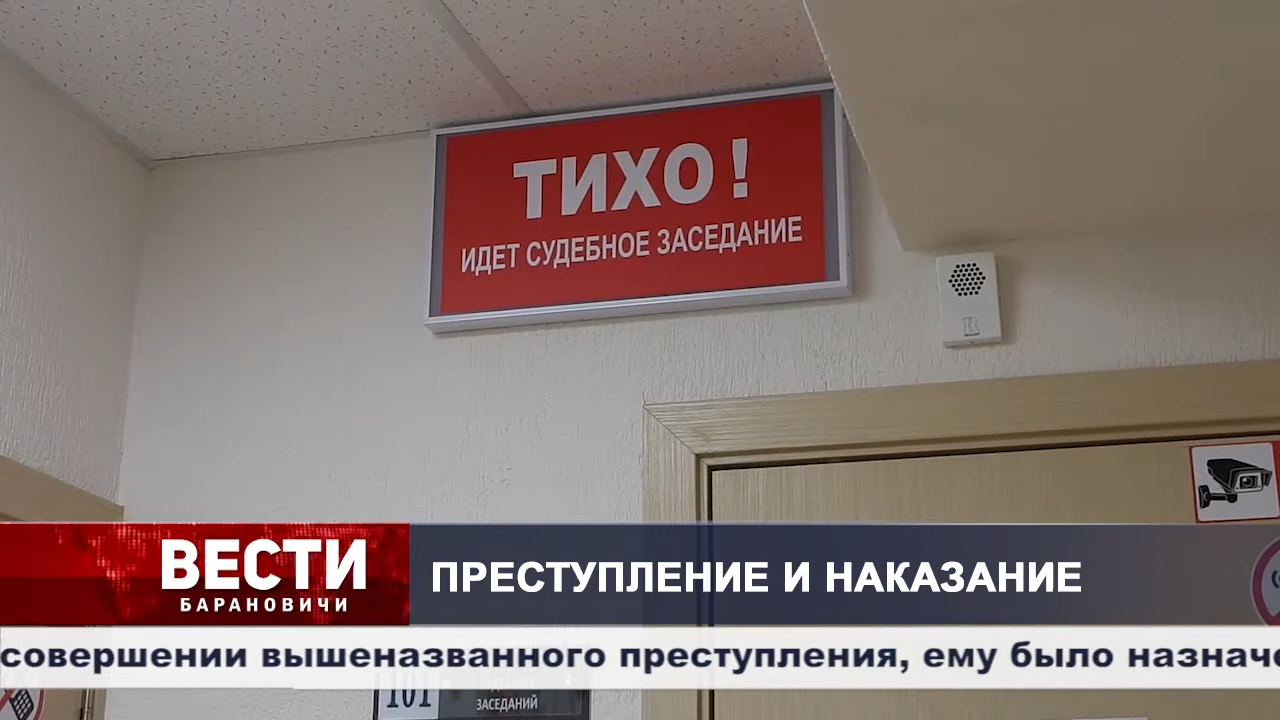 ТИХО!
ИДЕТ СУДЕБНОЕ ЗАСЕДАНИЕ
ВЕСТИ
БАРАНОВИЧИ
ПРЕСТУПЛЕНИЕ И НАКАЗАНИЕ
совершении вышеназванного преступления, ему было назначе
101
ЗАСЕДАНИЙ